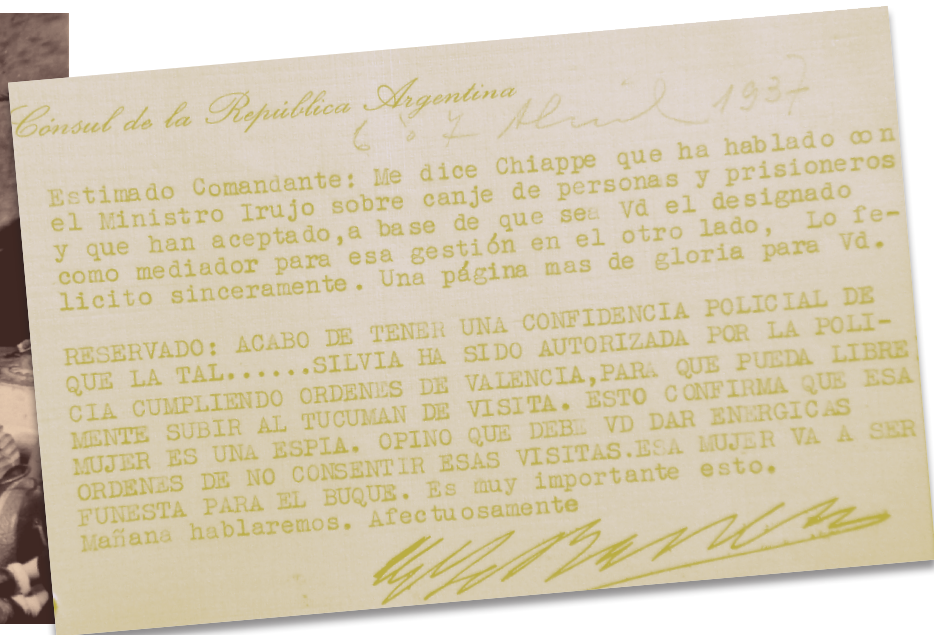 Cónsul de la República Argentina
6 o 7 Abril 1937
Estimado Comandante: Me dice Chiappe que ha hablado con
el Ministro Irujo sobre canje de personas y prisioneros
y que han aceptado,a base de que sea Vd el designado
como mediador para esa gestión en el otro lado, Lo fe-
licito sinceramente. Una página mas de gloria para Vd.
RESERVADO: ACABO DE TENER UNA CONFIDENCIA POLICIAL DE
QUE LA TAL......SILVIA HA SIDO AUTORIZADA POR LA POLI-
CIA CUMPLIENDO ORDENES DE VALENCIA,PARA QUE PUEDA LIBRE
MENTE SUBIR AL TUCUMAN DE VISITA. ESTO CONFIRMA QUE ESA
MUJER ES UNA ESPIA. OPINO QUE DEBE VD DAR ENERGICAS
ORDENES DE NO CONSENTIR ESAS VISITAS.ESA MUJER VA A SER
FUNESTA PARA EL BUQUE. Es muy importante esto.
Mañana hablaremos. Afectuosamente